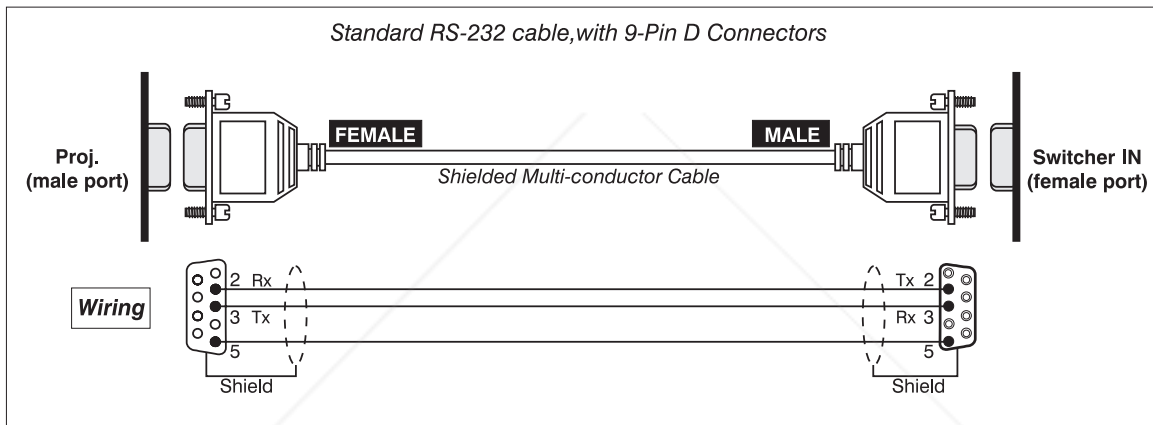 Standard RS-232 cable,with 9-Pin D Connectors
FEMALE
MALE
Proj.
(male port)
Shielded Multi-conductor Cable
Switcher IN
(female port)
Wiring
2 Rx
Tx 2
3 Tx
Rx 3
5
5
Shield
Shield